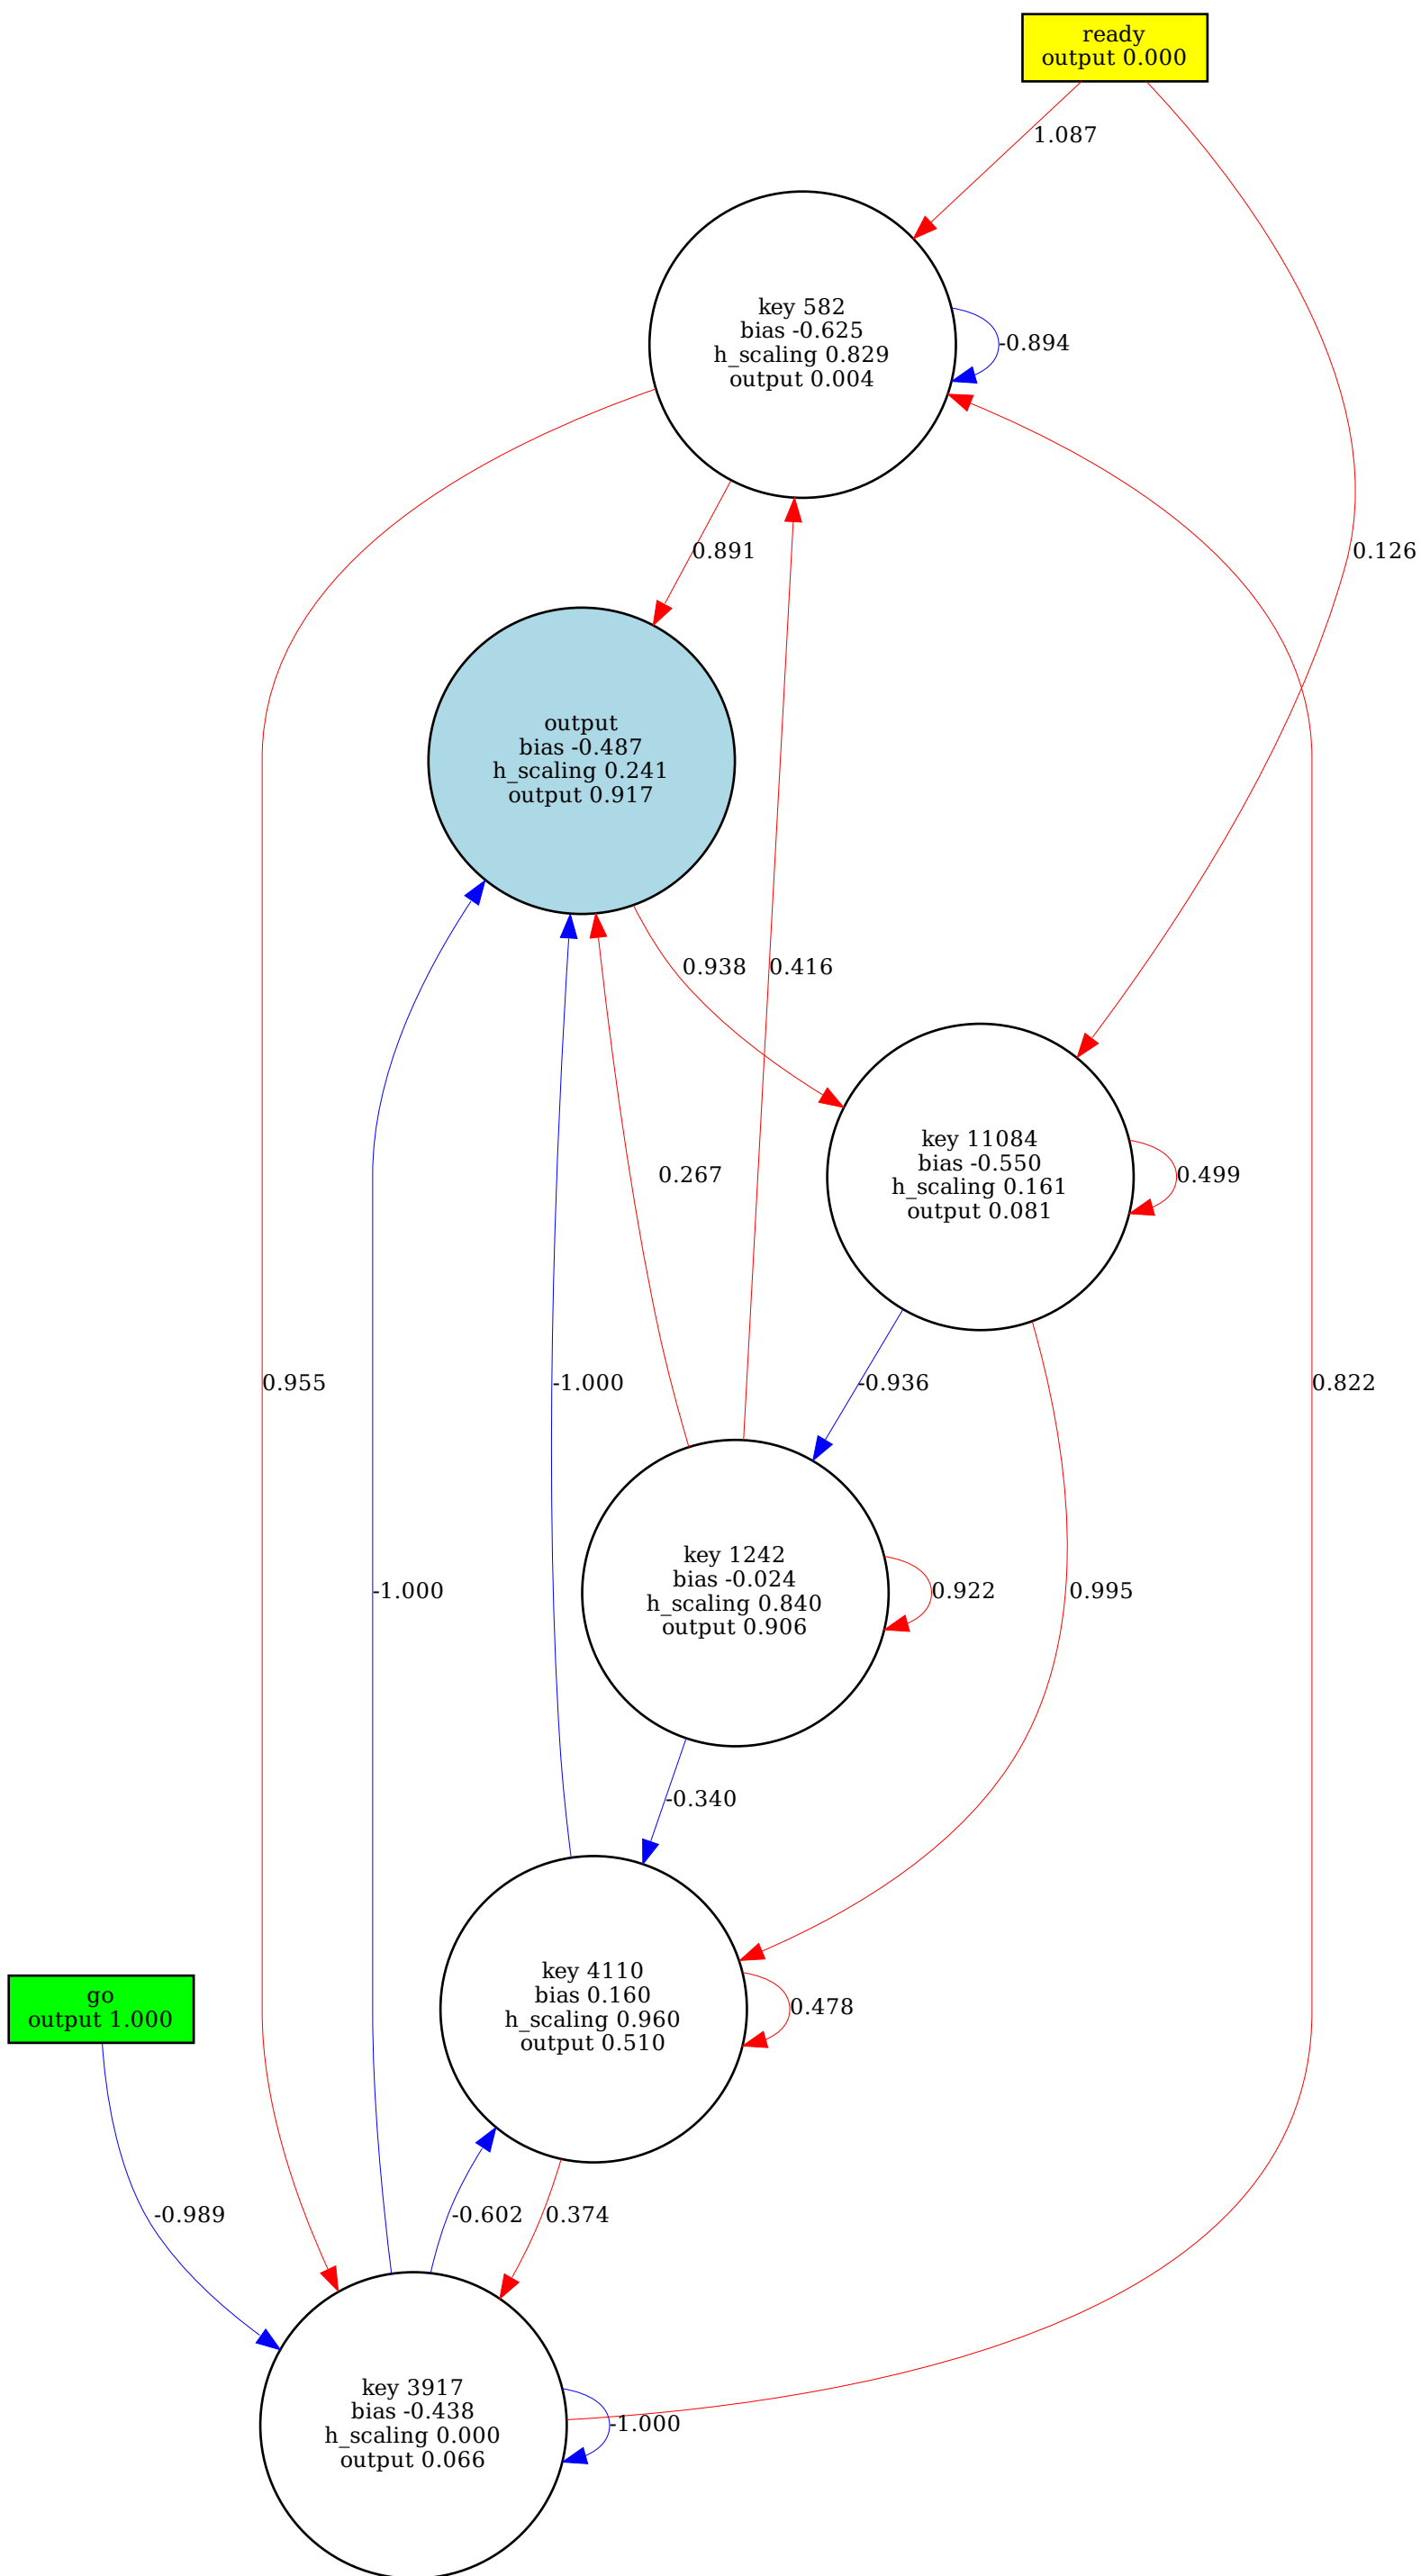 ready
output 0.000
1.087
key 582
bias -0.625
h_scaling 0.829
output 0.004
-0.894
0.891
0.126
output
bias -0.487
h_scaling 0.241
output 0.917
0.938
0.416
key 11084
bias -0.550
h_scaling 0.161
output 0.081
0.499
0.267
0.955
-1.000
-0.936
0.822
key 1242
bias -0.024
h_scaling 0.840
output 0.906
0.922
-1.000
0.995
-0.340
key 4110
bias 0.160
h_scaling 0.960
output 0.510
0.478
go
output 1.000
-0.989
-0.602
0.374
key 3917
bias -0.438
h_scaling 0.000
output 0.066
-1.000